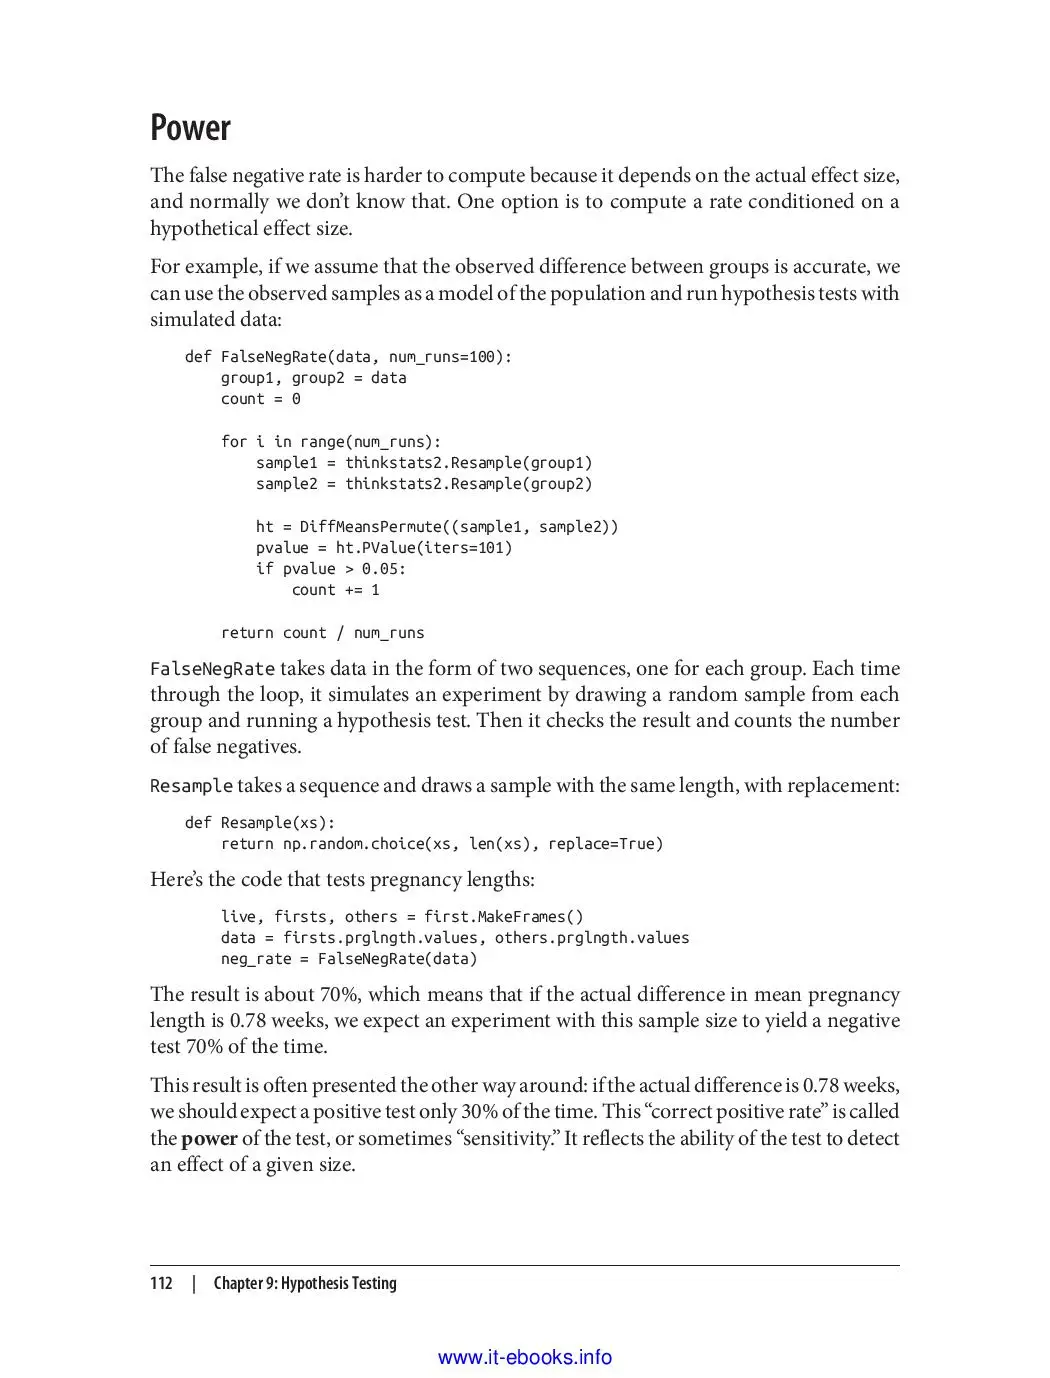 Power
The false negative rate is harder to compute because it depends on the actual effect size,
and normally we don’t know that. One option is to compute a rate conditioned on a
hypothetical effect size.
For example, if we assume that the observed difference between groups is accurate, we
can use the observed samples as a model of the population and run hypothesis tests with
simulated data:
def FalseNegRate(data, num_runs=100):
    group1, group2 = data
    count = 0

    for i in range(num_runs):
        sample1 = thinkstats2.Resample(group1)
        sample2 = thinkstats2.Resample(group2)

        ht = DiffMeansPermute((sample1, sample2))
        pvalue = ht.PValue(iters=101)
        if pvalue > 0.05:
            count += 1

    return count / num_runs
FalseNegRate takes data in the form of two sequences, one for each group. Each time
through the loop, it simulates an experiment by drawing a random sample from each
group and running a hypothesis test. Then it checks the result and counts the number
of false negatives.
Resample takes a sequence and draws a sample with the same length, with replacement:
def Resample(xs):
    return np.random.choice(xs, len(xs), replace=True)
Here’s the code that tests pregnancy lengths:
    live, firsts, others = first.MakeFrames()
    data = firsts.prglngth.values, others.prglngth.values
    neg_rate = FalseNegRate(data)
The result is about 70%, which means that if the actual difference in mean pregnancy
length is 0.78 weeks, we expect an experiment with this sample size to yield a negative
test 70% of the time.
This result is often presented the other way around: if the actual difference is 0.78 weeks,
we should expect a positive test only 30% of the time. This “correct positive rate” is called
the power of the test, or sometimes “sensitivity.” It reflects the ability of the test to detect
an effect of a given size.
112 | Chapter 9: Hypothesis Testing
www.it-ebooks.info